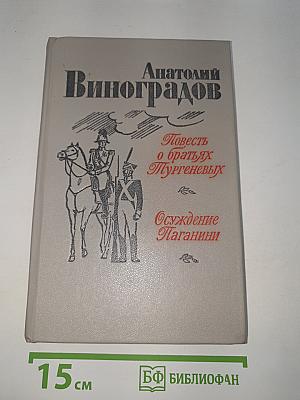 Анатолий
Виноградов
Повесть
о братьях
Тургеневых
Осуждение
Паганини
15 см
БФ БИБЛИОФАН